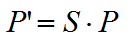 P' = S · P